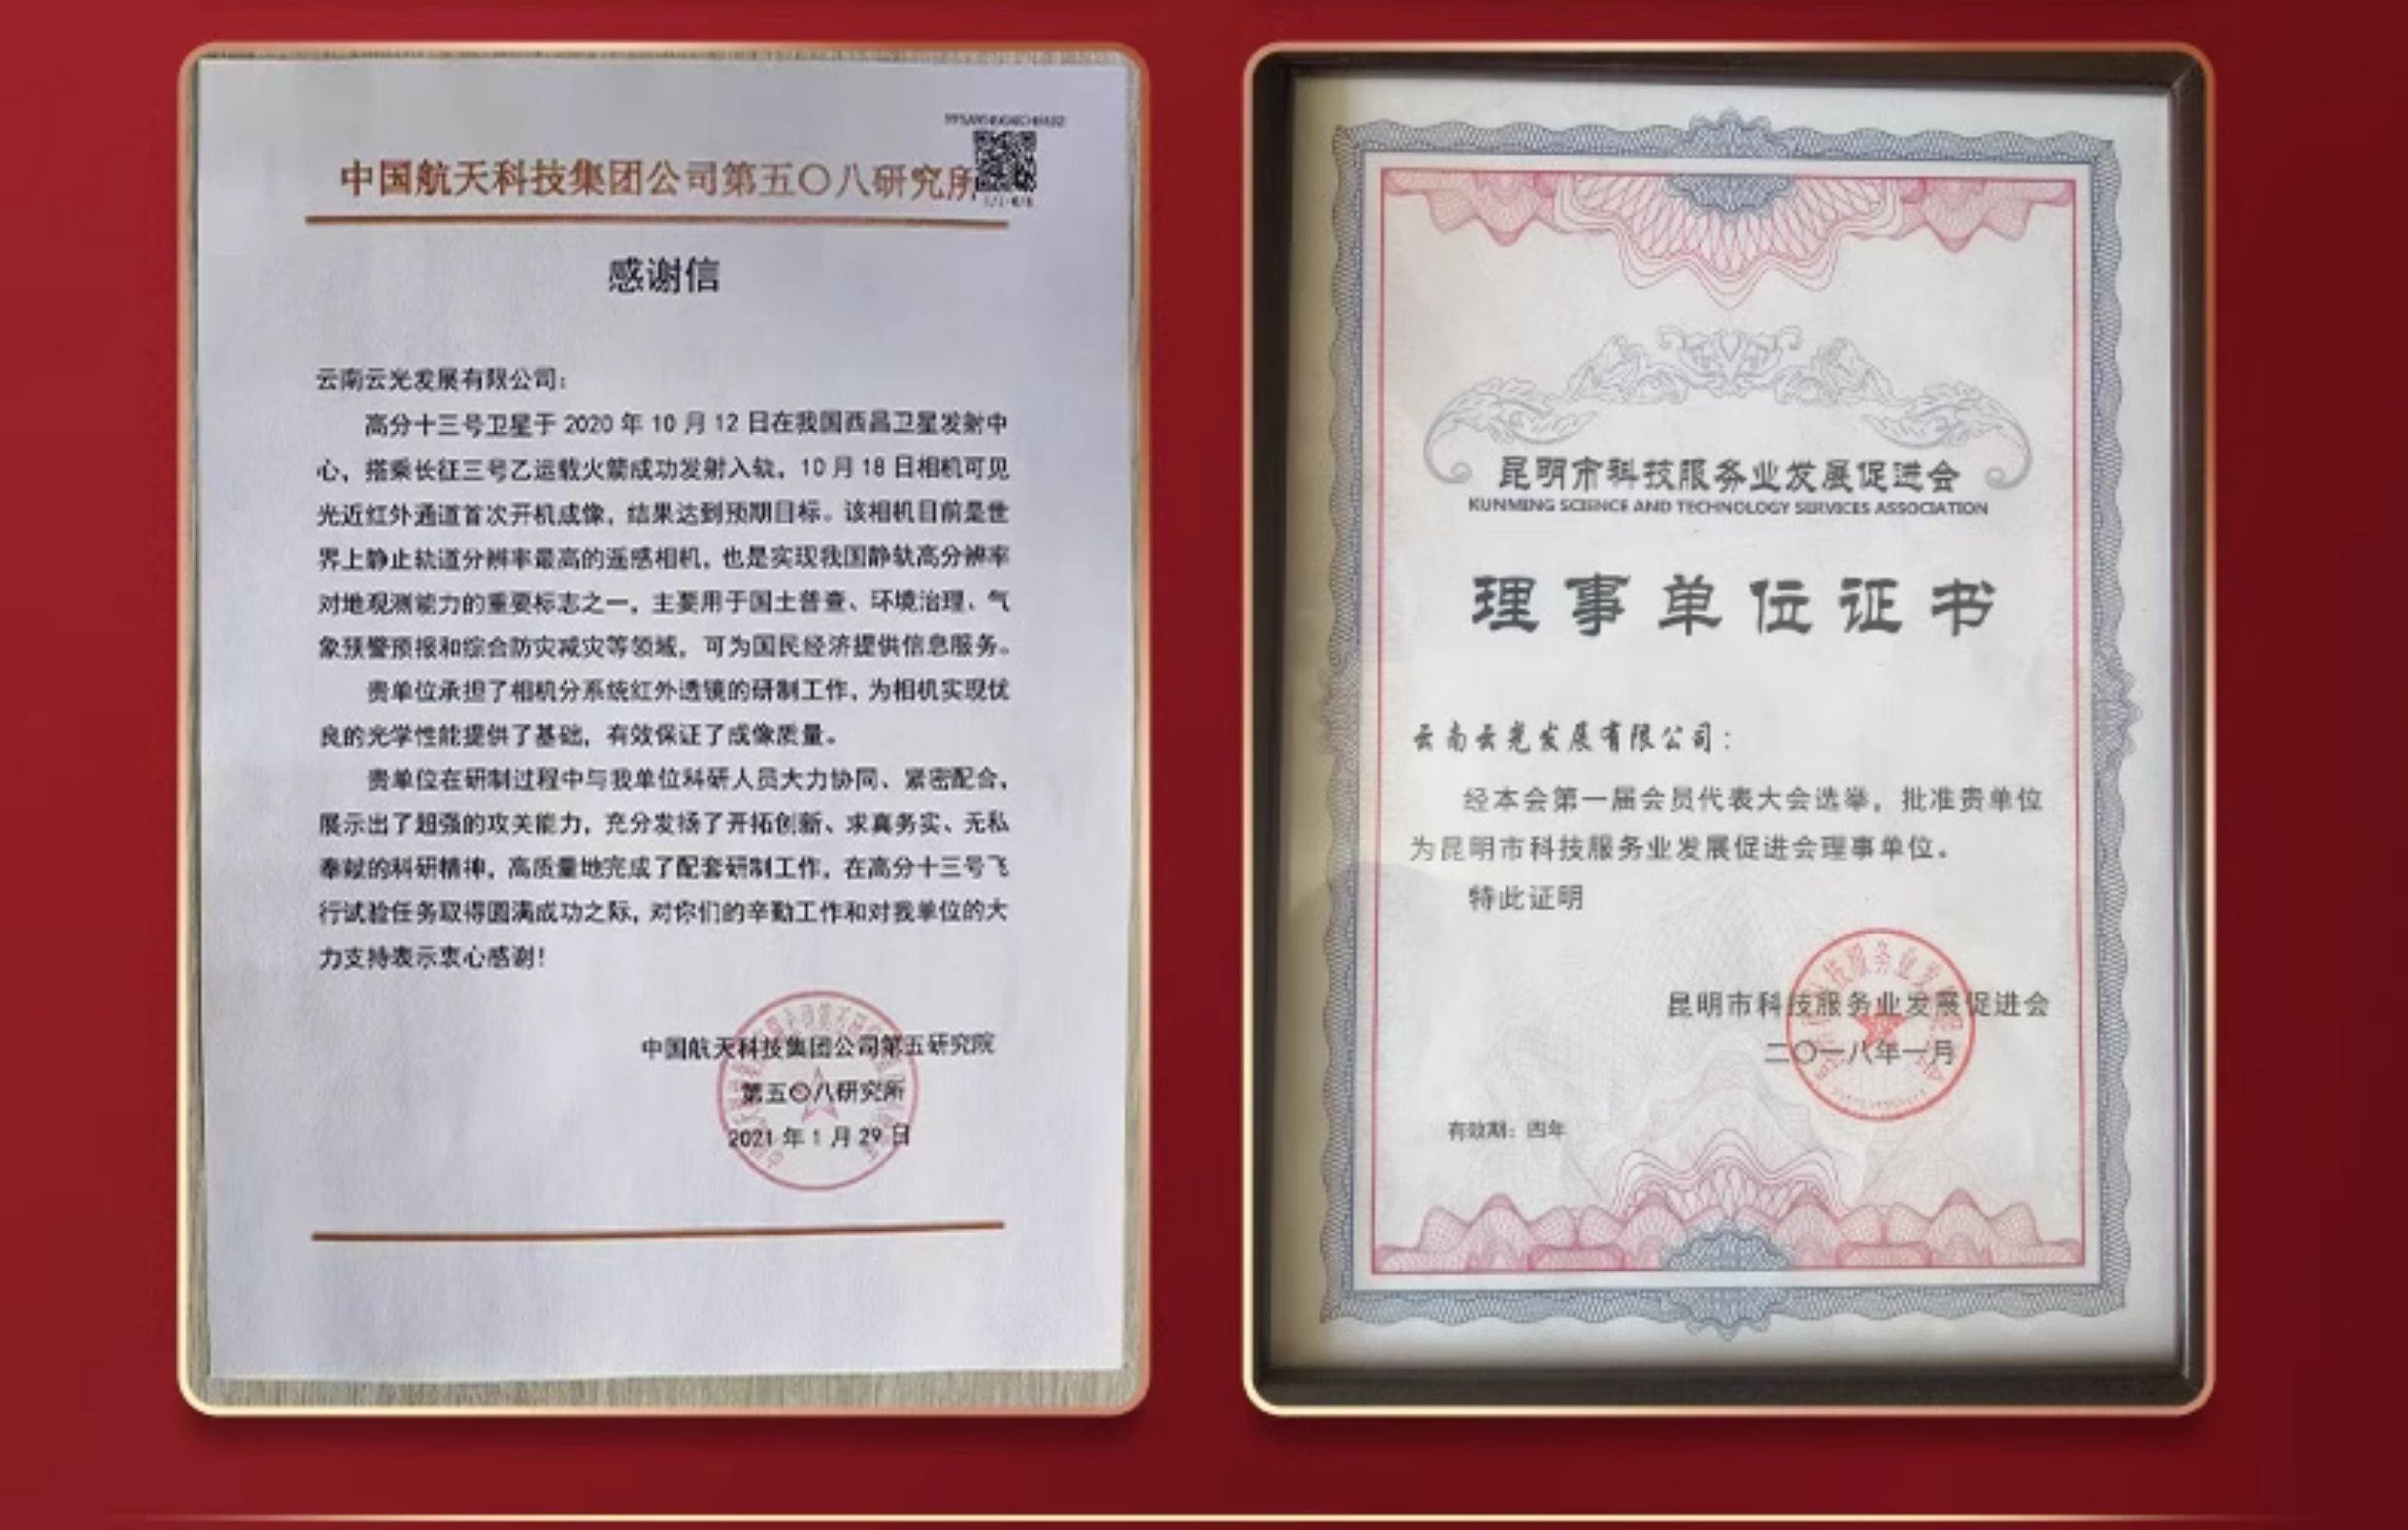 中国航天科技集团公司第五〇八研究所
感谢信
云南云光发展有限公司：
高分十三号卫星于 2020 年 10 月 12 日在我国西昌卫星发射中
心，搭乘长征三号乙运载火箭成功发射入轨。10 月 18 日相机可见
光近红外通道首次开机成像，结果达到预期目标。该相机目前是世
界上静止轨道分辨率最高的遥感相机，也是实现我国静轨高分辨率
对地观测能力的重要标志之一，主要用于国土普查、环境治理、气
象预警预报和综合防灾减灾等领域，可为国民经济提供信息服务。
贵单位承担了相机分系统红外透镜的研制工作，为相机实现优
良的光学性能提供了基础，有效保证了成像质量。
贵单位在研制过程中与我单位科研人员大力协同、紧密配合，
展示出了超强的攻关能力，充分发扬了开拓创新、求真务实、无私
奉献的科研精神，高质量地完成了配套研制工作，在高分十三号飞
行试验任务取得圆满成功之际，对你们的辛勤工作和对我单位的大
力支持表示衷心感谢！
中国航天科技集团公司第五研究院
第五〇八研究所
2021 年 1 月 29 日
昆明市科技服务业发展促进会
KUNMING SCIENCE AND TECHNOLOGY SERVICES ASSOCIATION
理事单位证书
云南云光发展有限公司：
经本会第一届会员代表大会选举，批准贵单位
为昆明市科技服务业发展促进会理事单位。
特此证明
昆明市科技服务业发展促进会
二〇一八年一月
有效期：四年